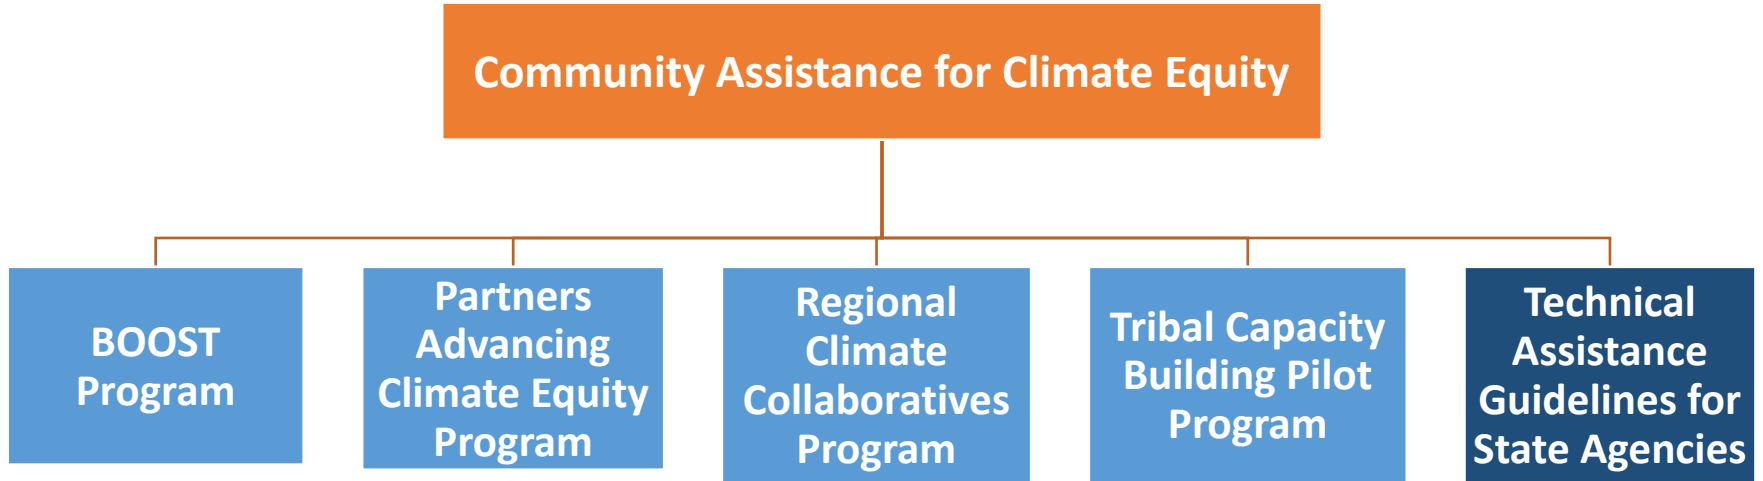 Community Assistance for Climate Equity
BOOST
Program
Partners
Advancing
Climate Equity
Program
Regional
Climate
Collaboratives
Program
Tribal Capacity
Building Pilot
Program
Technical
Assistance
Guidelines for
State Agencies